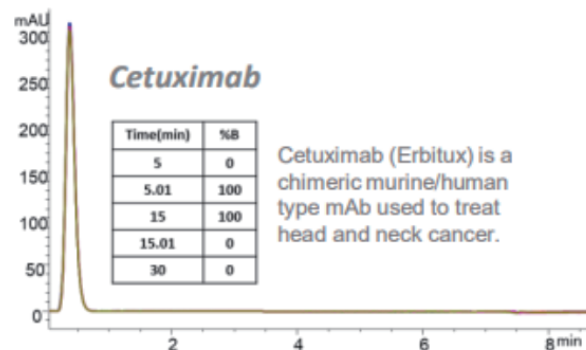 mAU
300
250
200
150
100
50
0
Cetuximab
Time(min) %B
5 0
5.01 100
15 100
15.01 0
30 0
Cetuximab (Erbitux) is a
chimeric murine/human
type mAb used to treat
head and neck cancer.
2 4 6 8 min